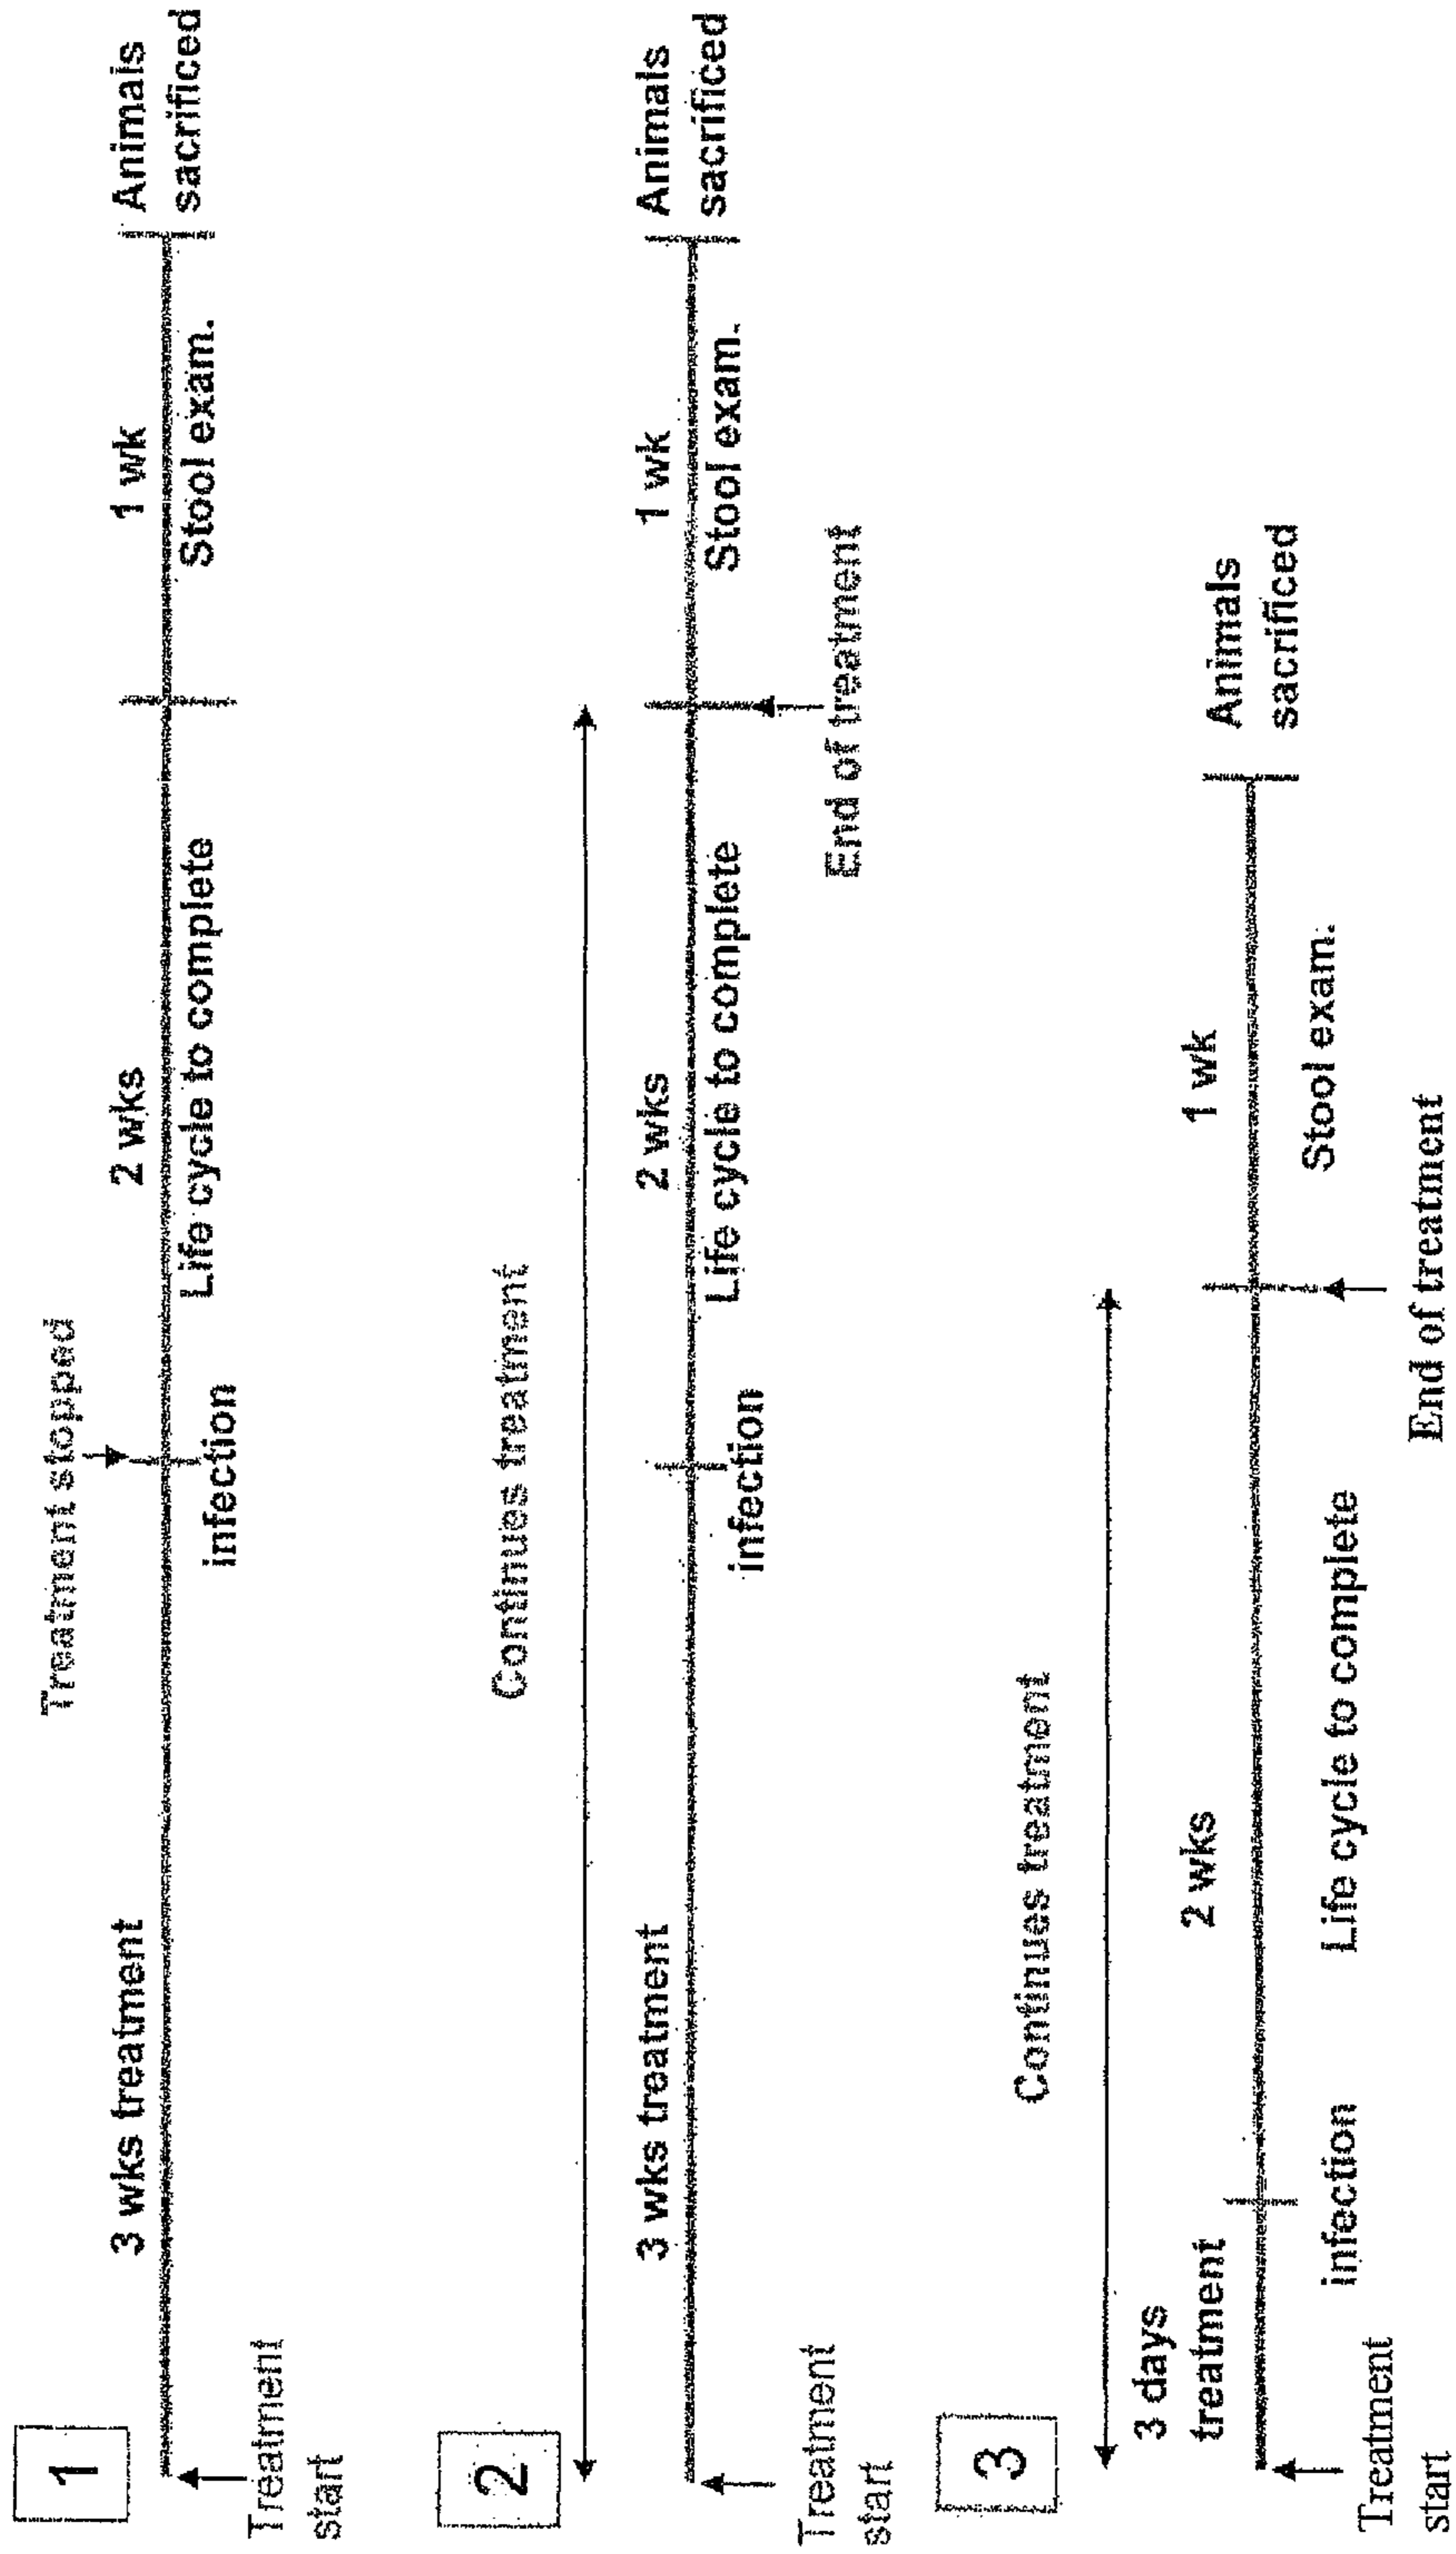 1
Treatment stopped
3 wks treatment
2 wks
1 wk
Animals
sacrificed
infection
Life cycle to complete
Stool exam.
Treatment
start
2
Continues treatment
3 wks treatment
2 wks
1 wk
Animals
sacrificed
infection
Life cycle to complete
Stool exam.
Treatment
start
End of treatment
3
Continues treatment
3 days
treatment
2 wks
1 wk
Animals
sacrificed
infection
Life cycle to complete
Stool exam.
Treatment
start
End of treatment